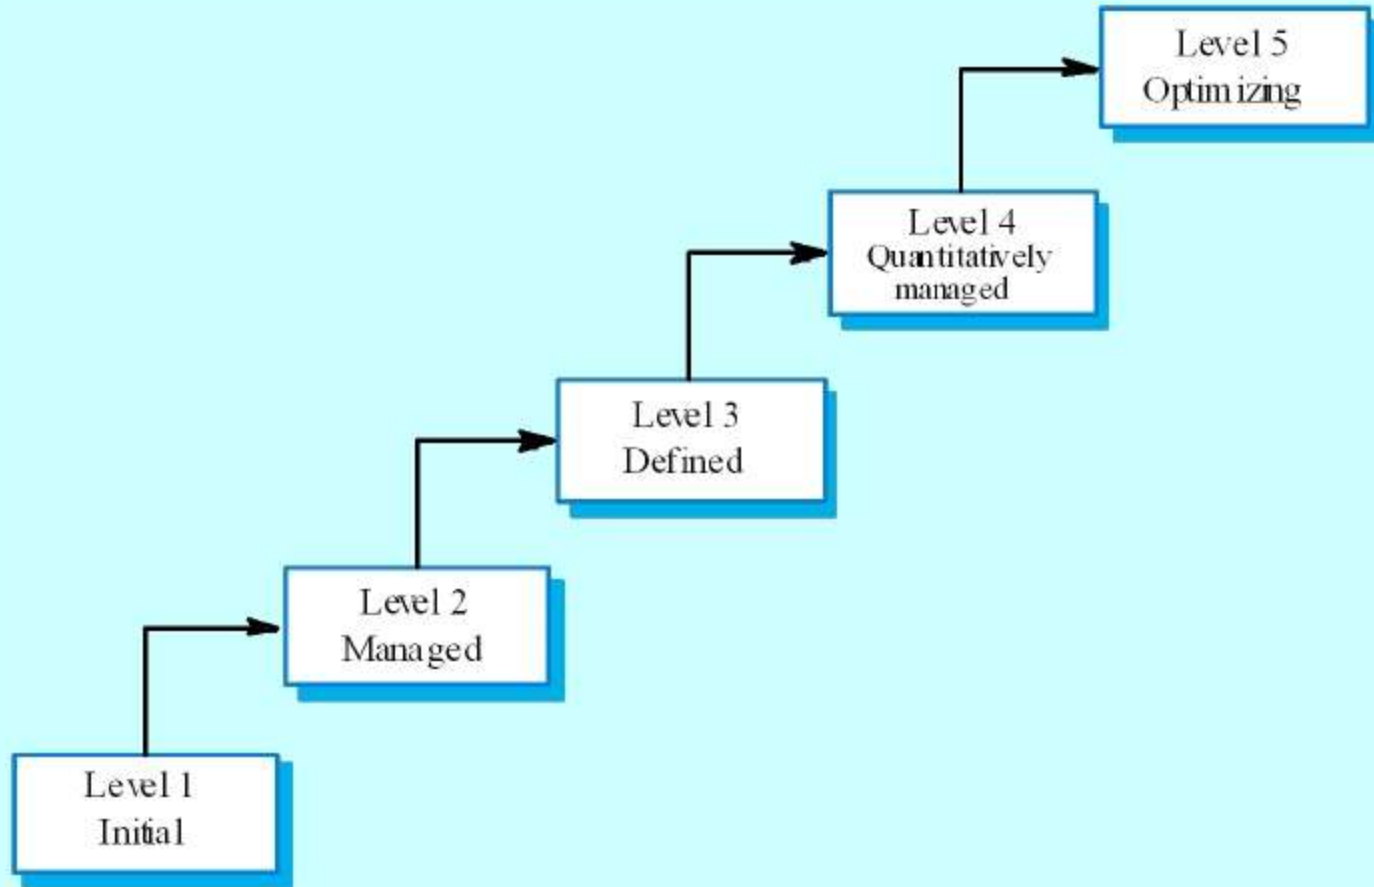 Level 5
Optimizing
Level 4
Quantitatively
managed
Level 3
Defined
Level 2
Managed
Level 1
Initial